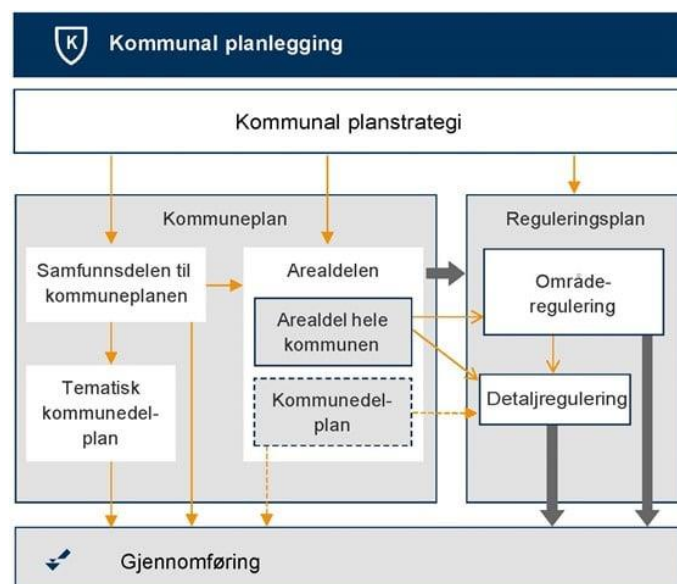 K
Kommunal planlegging
Kommunal planstrategi
Kommuneplan
Samfunnsdelen til
kommuneplanen
Tematisk
kommunedel-
plan
Arealdelen
Arealdel hele
kommunen
Kommunedel-
plan
Reguleringsplan
Område-
regulering
Detaljregulering
Gjennomføring